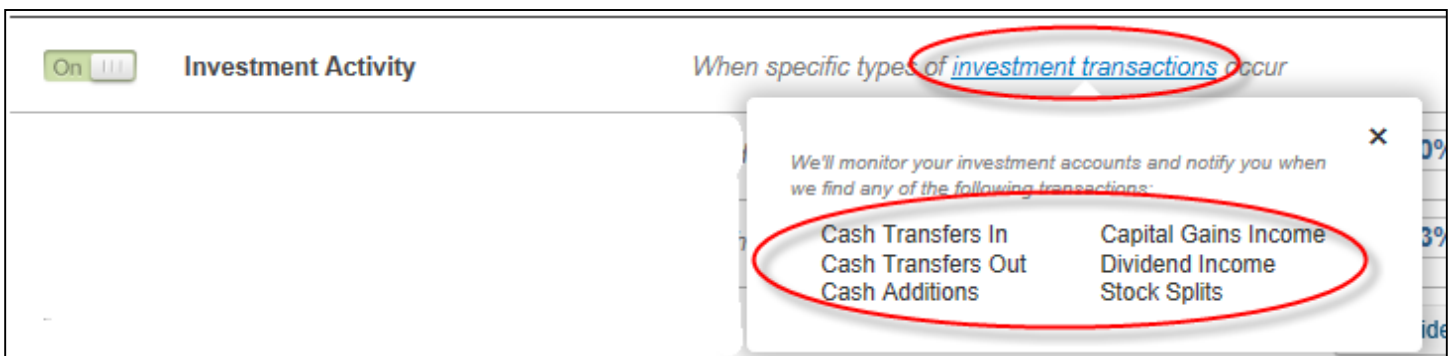 On Investment Activity When specific types of investment transactions occur
×
We'll monitor your investment accounts and notify you when
we find any of the following transactions:
Cash Transfers In Capital Gains Income
Cash Transfers Out Dividend Income
Cash Additions Stock Splits